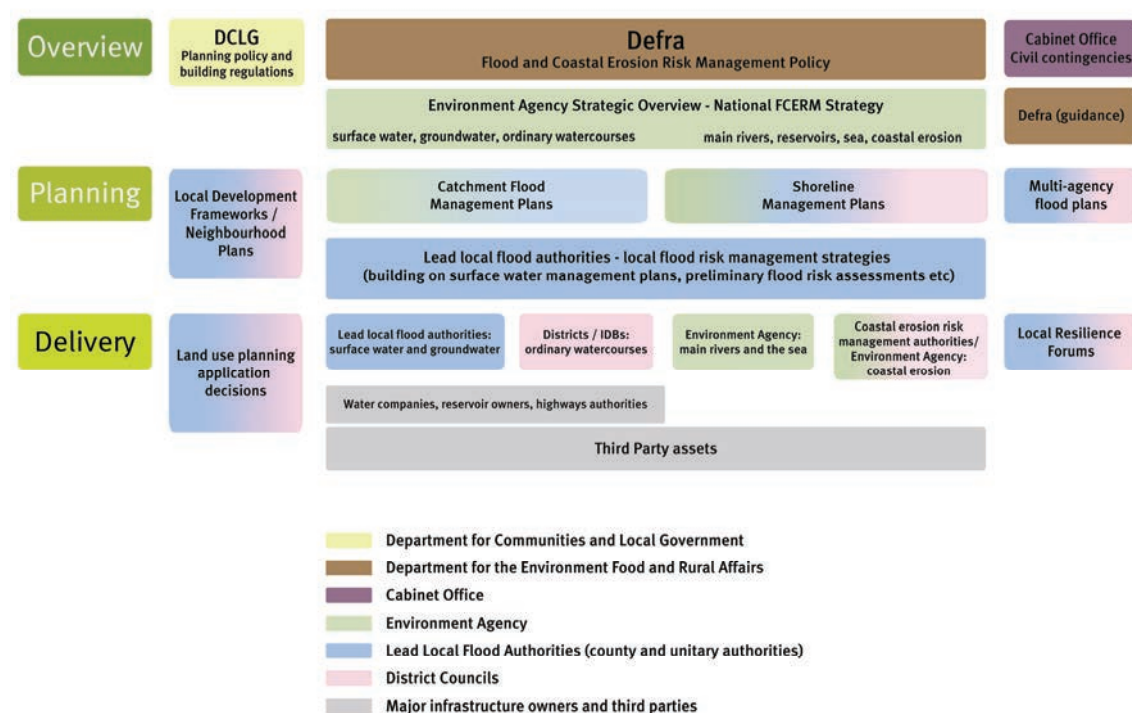 Overview
DCLG
Planning policy and
building regulations
Defra
Flood and Coastal Erosion Risk Management Policy
Cabinet Office
Civil contingencies
Environment Agency Strategic Overview - National FCERM Strategy
surface water, groundwater, ordinary watercourses
main rivers, reservoirs, sea, coastal erosion
Defra (guidance)
Planning
Local Development
Frameworks /
Neighbourhood
Plans
Catchment Flood
Management Plans
Shoreline
Management Plans
Multi-agency
flood plans
Lead local flood authorities - local flood risk management strategies
(building on surface water management plans, preliminary flood risk assessments etc)
Delivery
Land use planning
application
decisions
Lead local flood authorities:
surface water and groundwater
Districts / IDBs:
ordinary watercourses
Environment Agency:
main rivers and the sea
Coastal erosion risk
management authorities/
Environment Agency:
coastal erosion
Local Resilience
Forums
Water companies, reservoir owners, highways authorities
Third Party assets
Department for Communities and Local Government
Department for the Environment Food and Rural Affairs
Cabinet Office
Environment Agency
Lead Local Flood Authorities (county and unitary authorities)
District Councils
Major infrastructure owners and third parties